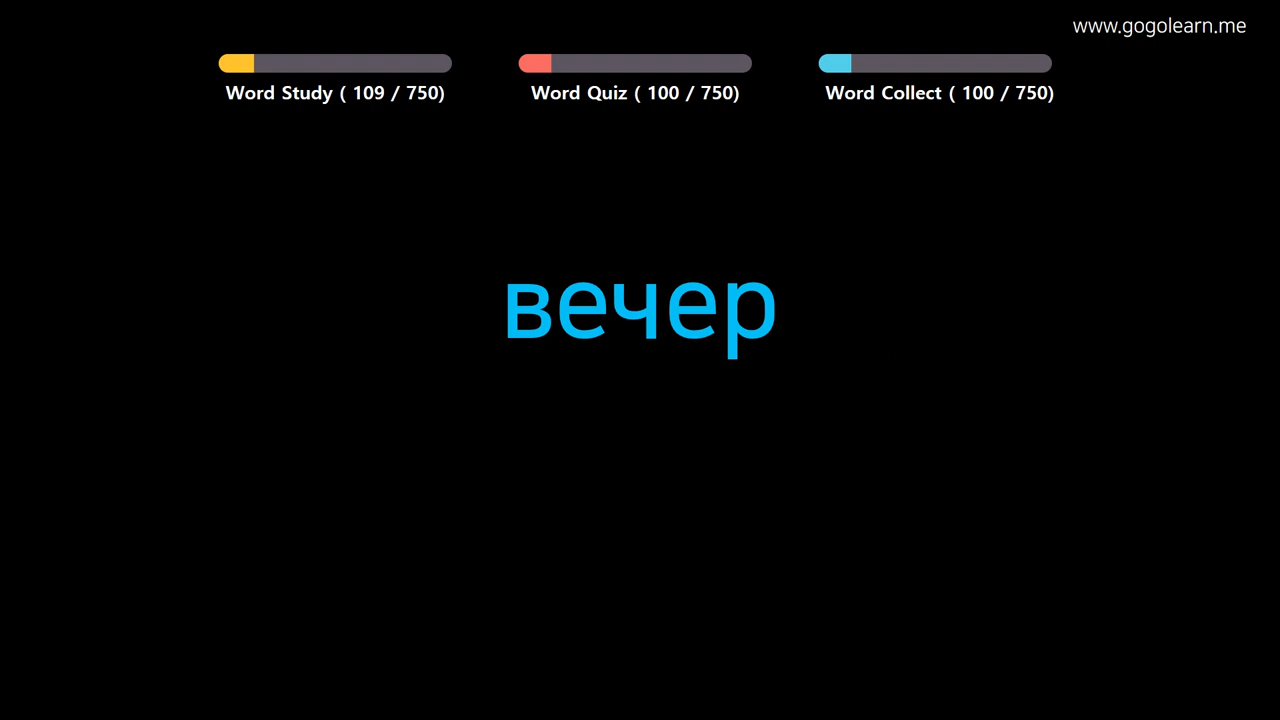 www.gogolearn.me
Word Study ( 109 / 750)
Word Quiz ( 100 / 750)
Word Collect ( 100 / 750)
вечер